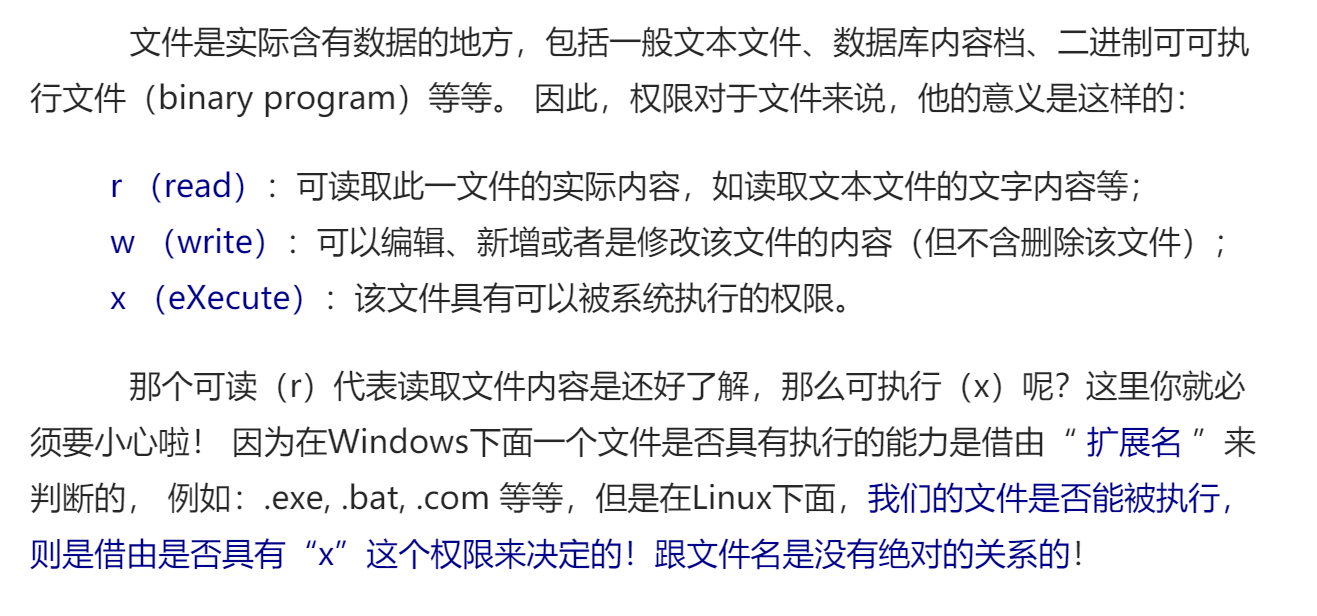 文件是实际含有数据的地方，包括一般文本文件、数据库内容档、二进制可可执
行文件（binary program）等等。 因此，权限对于文件来说，他的意义是这样的：
r （read）：可读取此一文件的实际内容，如读取文本文件的文字内容等；
w （write）：可以编辑、新增或者是修改该文件的内容（但不含删除该文件）；
x （eXecute）：该文件具有可以被系统执行的权限。
那个可读（r）代表读取文件内容是还好了解，那么可执行（x）呢？这里你就必
须要小心啦！ 因为在Windows下面一个文件是否具有执行的能力是借由“ 扩展名 ”来
判断的， 例如：.exe, .bat, .com 等等，但是在Linux下面，我们的文件是否能被执行，
则是借由是否具有“x”这个权限来决定的！跟文件名是没有绝对的关系的！